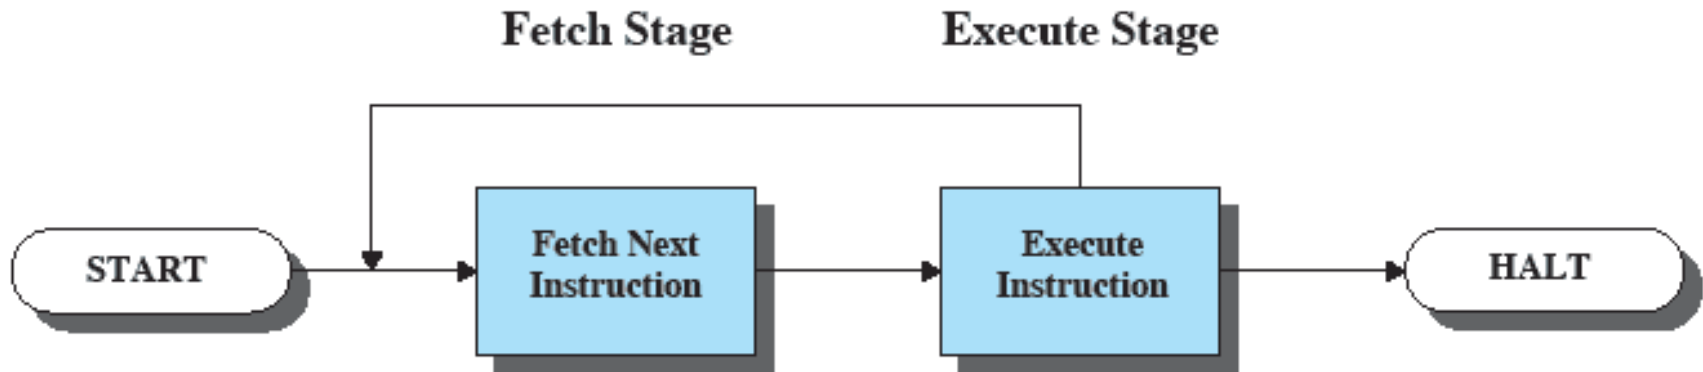 Fetch Stage
Execute Stage
START
Fetch Next
Instruction
Execute
Instruction
HALT